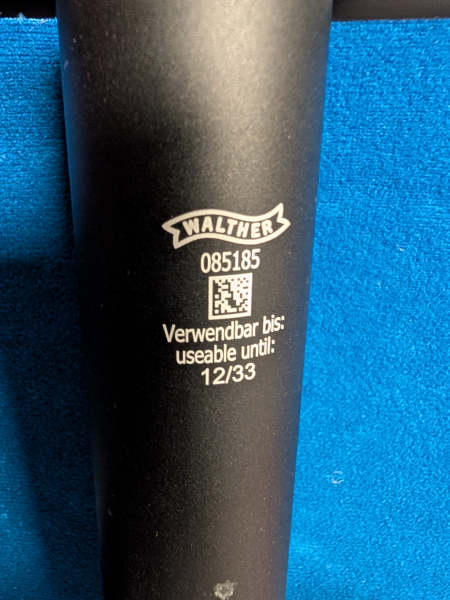 WALTHER
085185
Verwendbar bis:
useable until:
12/33